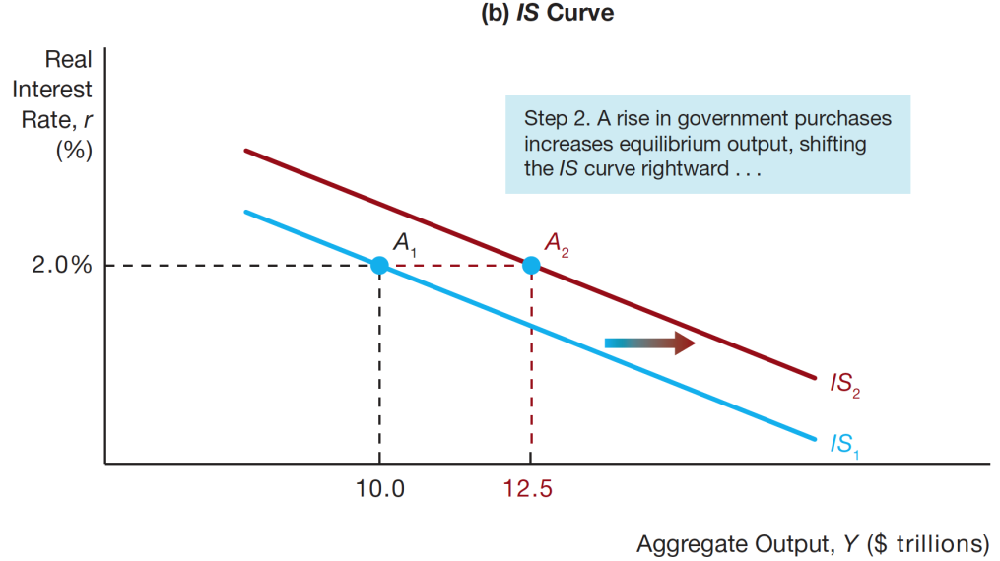 (b) IS Curve
Real
Interest
Rate, r
(%)
Step 2. A rise in government purchases
increases equilibrium output, shifting
the IS curve rightward . . .
A₁
A₂
2.0%
IS₂
IS₁
10.0
12.5
Aggregate Output, Y ($ trillions)